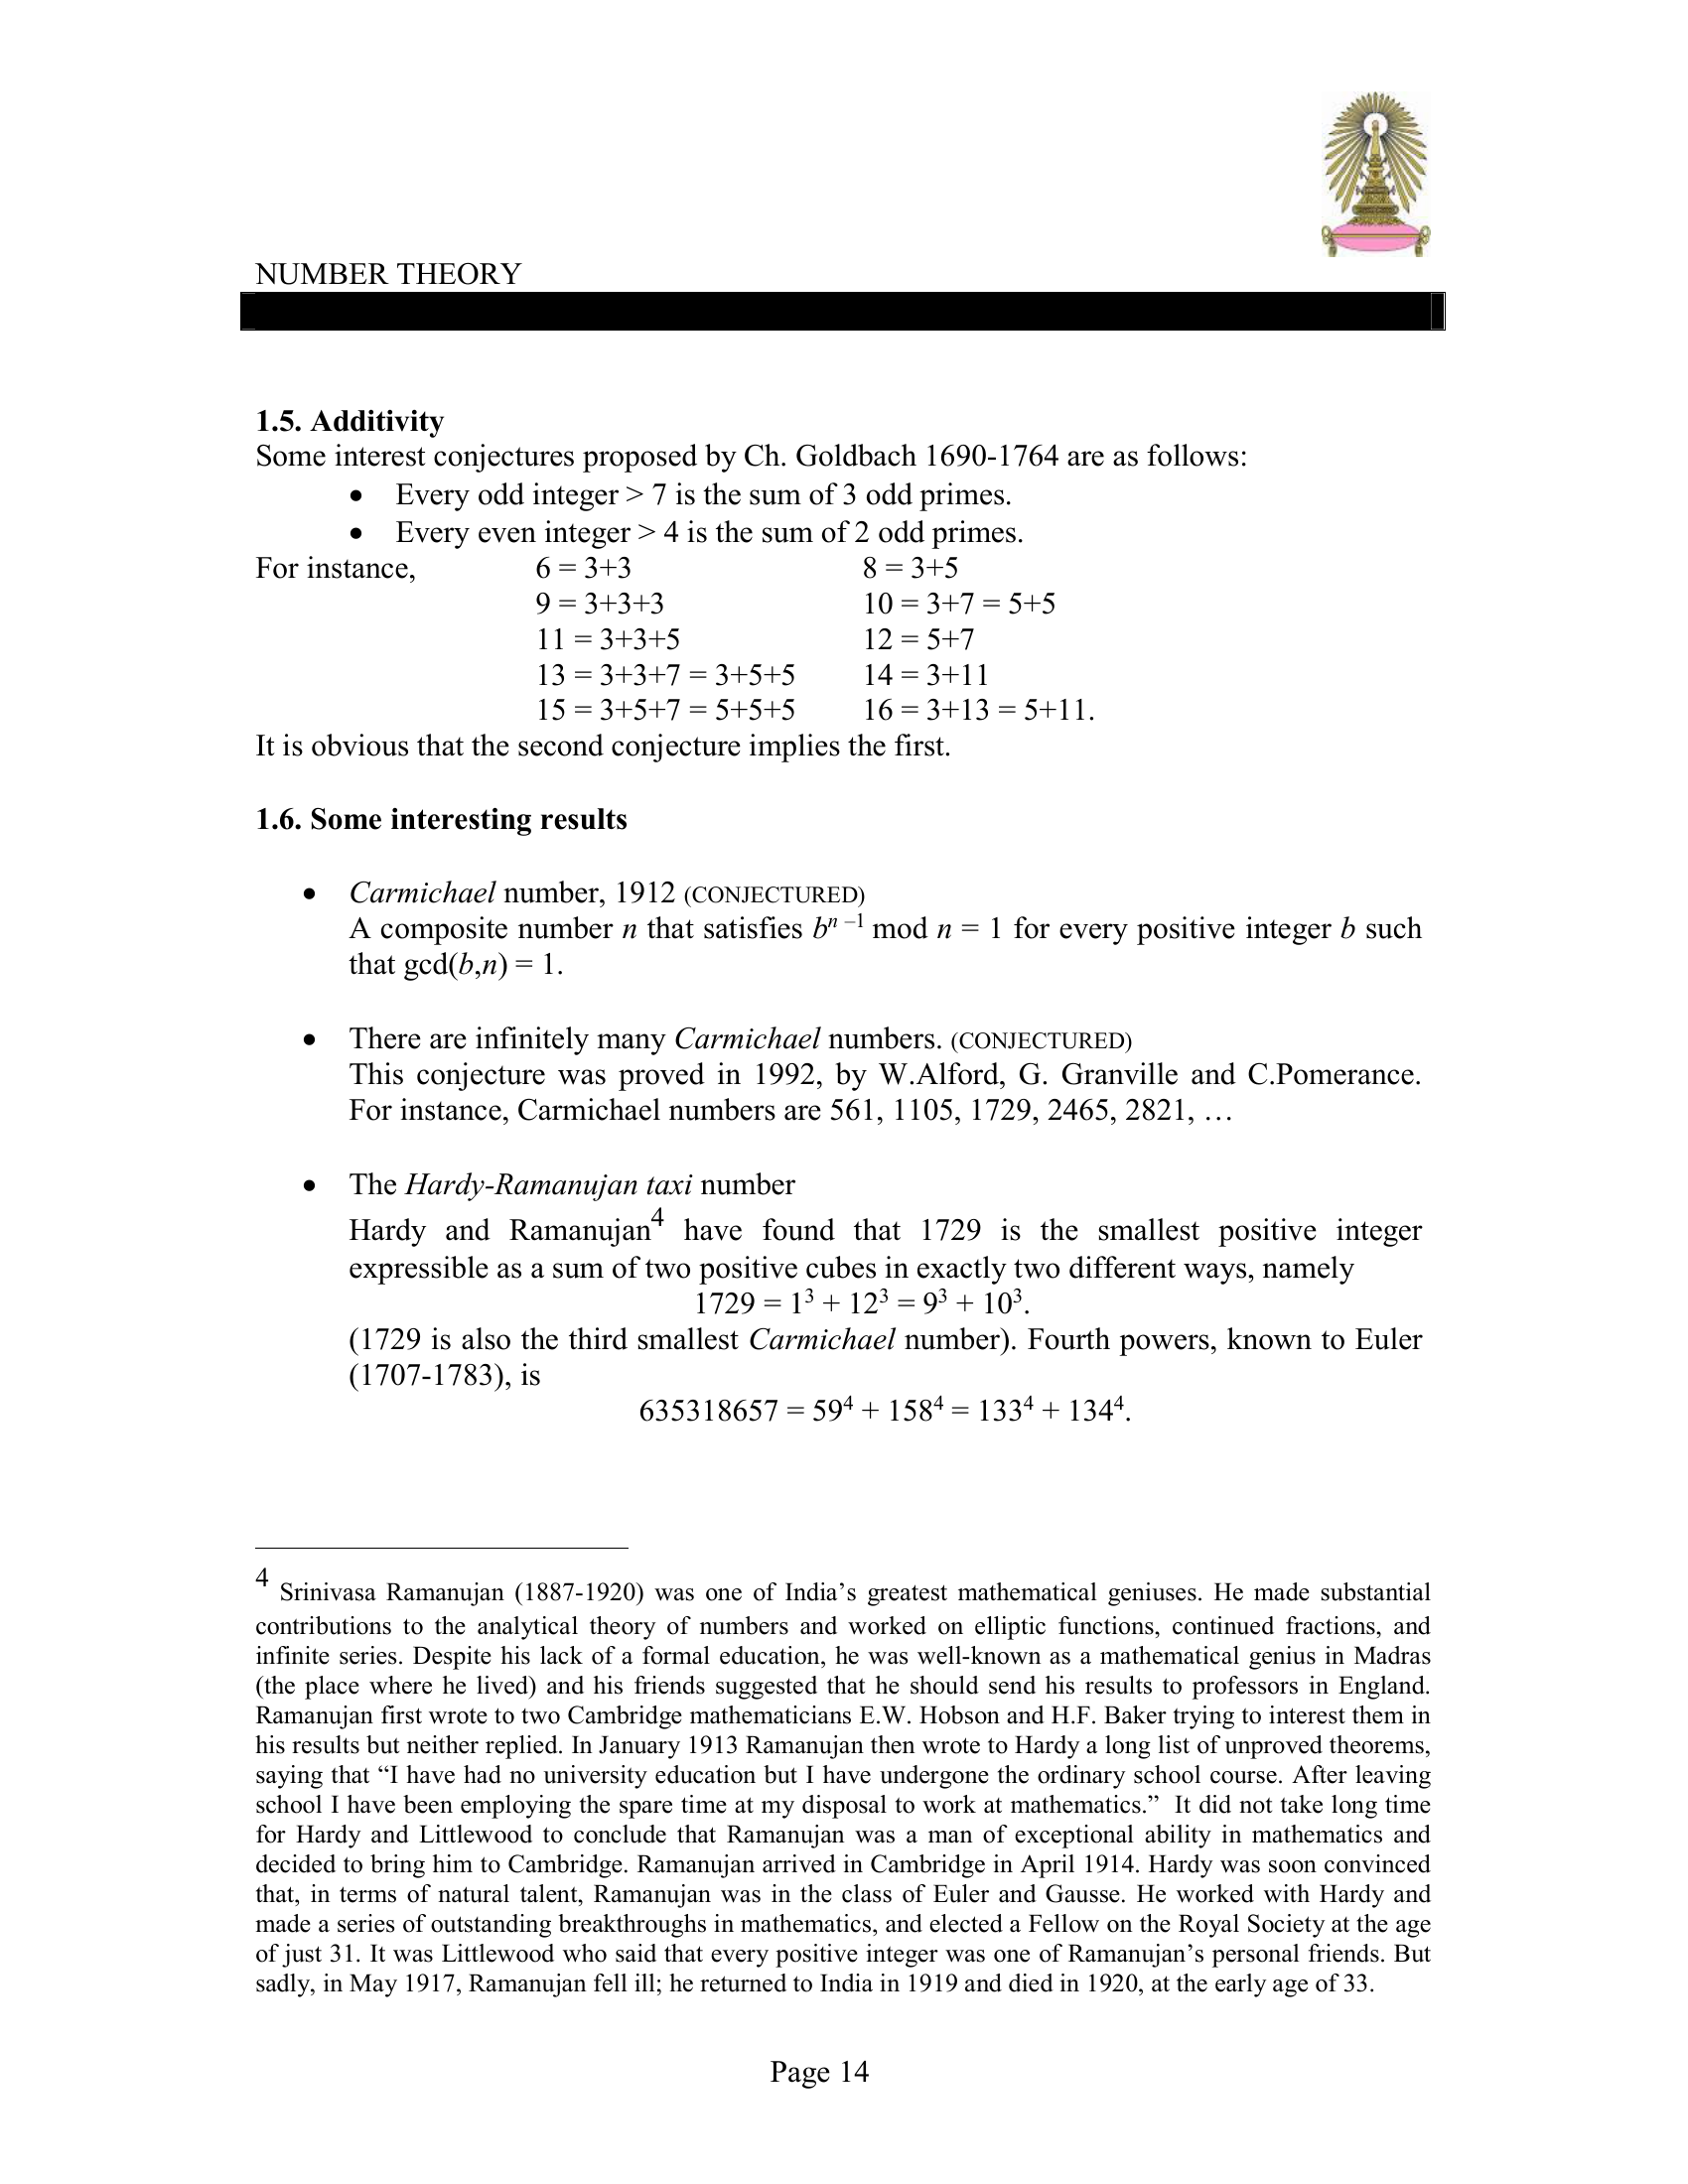 NUMBER THEORY
1.5. Additivity
Some interest conjectures proposed by Ch. Goldbach 1690-1764 are as follows:
• Every odd integer > 7 is the sum of 3 odd primes.
• Every even integer > 4 is the sum of 2 odd primes.
For instance, 6 = 3+3 8 = 3+5
9 = 3+3+3 10 = 3+7 = 5+5
11 = 3+3+5 12 = 5+7
13 = 3+3+7 = 3+5+5 14 = 3+11
15 = 3+5+7 = 5+5+5 16 = 3+13 = 5+11.
It is obvious that the second conjecture implies the first.
1.6. Some interesting results
• Carmichael number, 1912 (CONJECTURED)
A composite number n that satisfies bⁿ⁻¹ mod n = 1 for every positive integer b such
that gcd(b,n) = 1.
• There are infinitely many Carmichael numbers. (CONJECTURED)
This conjecture was proved in 1992, by W.Alford, G. Granville and C.Pomerance.
For instance, Carmichael numbers are 561, 1105, 1729, 2465, 2821, …
• The Hardy-Ramanujan taxi number
Hardy and Ramanujan⁴ have found that 1729 is the smallest positive integer
expressible as a sum of two positive cubes in exactly two different ways, namely
1729 = 1³ + 12³ = 9³ + 10³.
(1729 is also the third smallest Carmichael number). Fourth powers, known to Euler
(1707-1783), is
635318657 = 59⁴ + 158⁴ = 133⁴ + 134⁴.
4 Srinivasa Ramanujan (1887-1920) was one of India’s greatest mathematical geniuses. He made substantial
contributions to the analytical theory of numbers and worked on elliptic functions, continued fractions, and
infinite series. Despite his lack of a formal education, he was well-known as a mathematical genius in Madras
(the place where he lived) and his friends suggested that he should send his results to professors in England.
Ramanujan first wrote to two Cambridge mathematicians E.W. Hobson and H.F. Baker trying to interest them in
his results but neither replied. In January 1913 Ramanujan then wrote to Hardy a long list of unproved theorems,
saying that “I have had no university education but I have undergone the ordinary school course. After leaving
school I have been employing the spare time at my disposal to work at mathematics.” It did not take long time
for Hardy and Littlewood to conclude that Ramanujan was a man of exceptional ability in mathematics and
decided to bring him to Cambridge. Ramanujan arrived in Cambridge in April 1914. Hardy was soon convinced
that, in terms of natural talent, Ramanujan was in the class of Euler and Gausse. He worked with Hardy and
made a series of outstanding breakthroughs in mathematics, and elected a Fellow on the Royal Society at the age
of just 31. It was Littlewood who said that every positive integer was one of Ramanujan’s personal friends. But
sadly, in May 1917, Ramanujan fell ill; he returned to India in 1919 and died in 1920, at the early age of 33.
Page 14